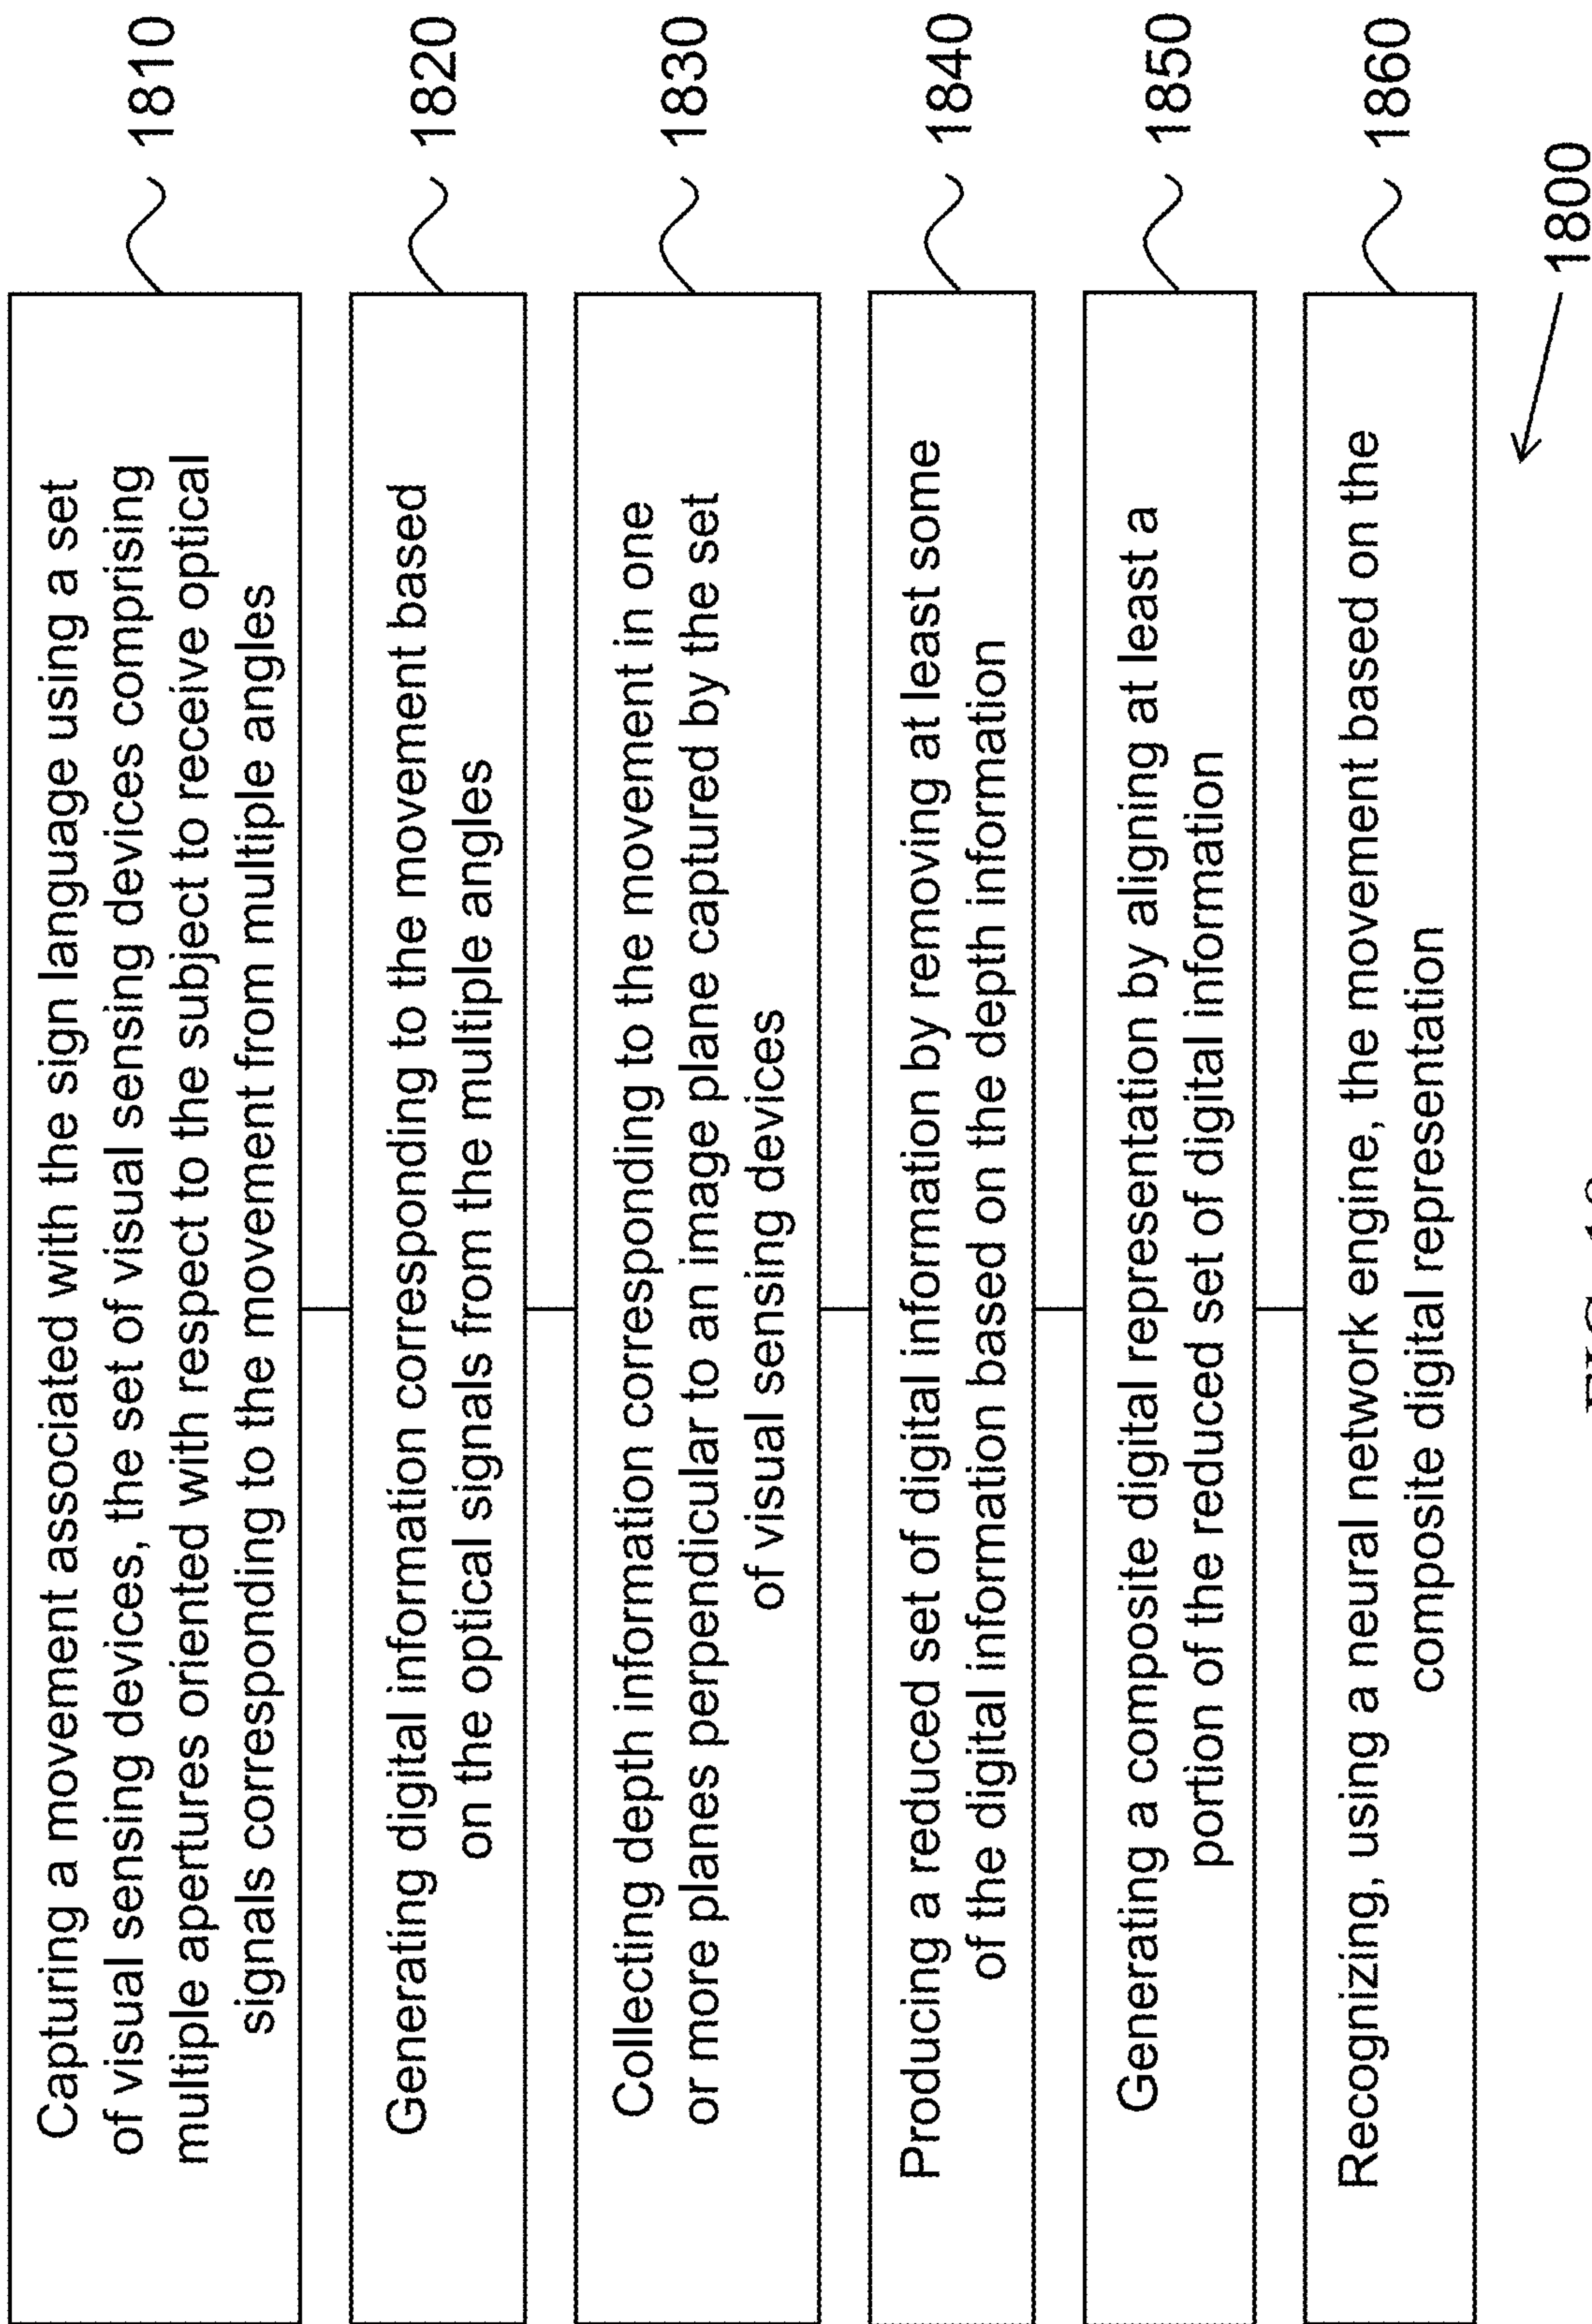 Capturing a movement associated with the sign language using a set
of visual sensing devices, the set of visual sensing devices comprising
multiple apertures oriented with respect to the subject to receive optical
signals corresponding to the movement from multiple angles
1810
Generating digital information corresponding to the movement based
on the optical signals from the multiple angles
1820
Collecting depth information corresponding to the movement in one
or more planes perpendicular to an image plane captured by the set
of visual sensing devices
1830
Producing a reduced set of digital information by removing at least some
of the digital information based on the depth information
1840
Generating a composite digital representation by aligning at least a
portion of the reduced set of digital information
1850
Recognizing, using a neural network engine, the movement based on the
composite digital representation
1860
1800